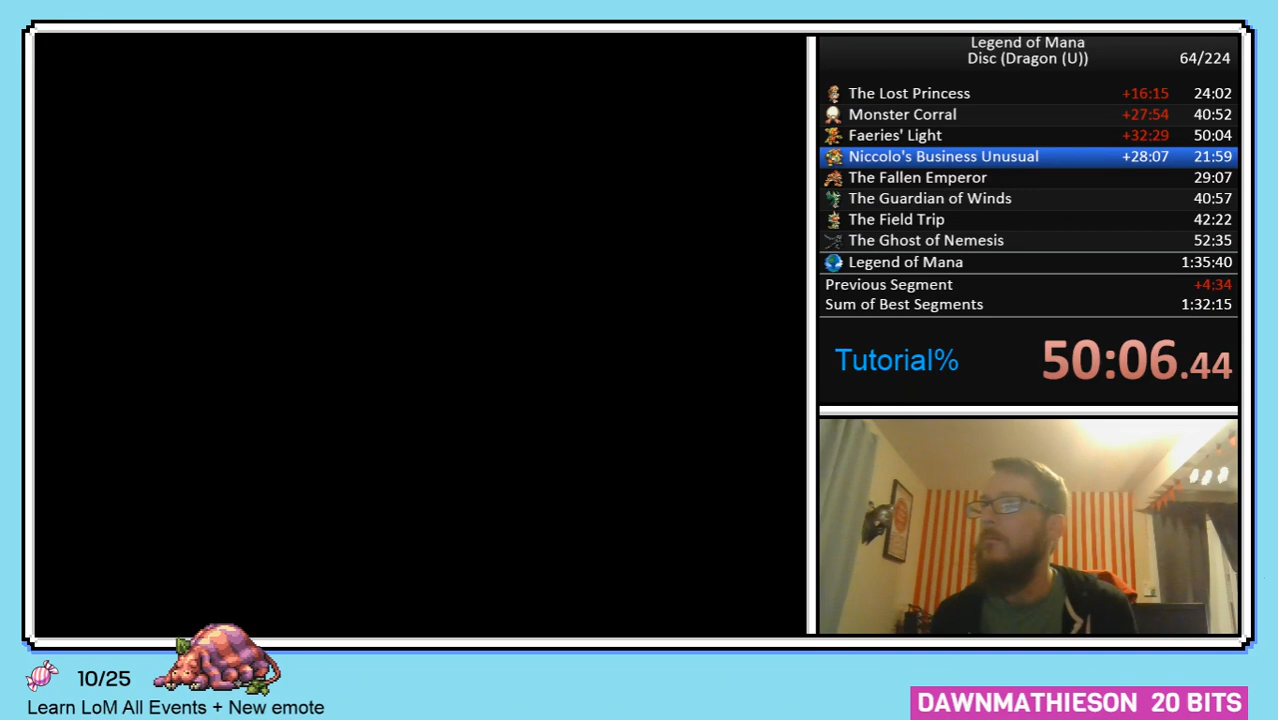 Legend of Mana
Disc (Dragon (U)) 64/224
The Lost Princess +16:15 24:02
Monster Corral +27:54 40:52
Faeries' Light +32:29 50:04
Niccolo's Business Unusual +28:07 21:59
The Fallen Emperor 29:07
The Guardian of Winds 40:57
The Field Trip 42:22
The Ghost of Nemesis 52:35
Legend of Mana 1:35:40
Previous Segment +4:34
Sum of Best Segments 1:32:15
Tutorial% 50:06.44
10/25
Learn LoM All Events + New emote
DAWNMATHIESON 20 BITS